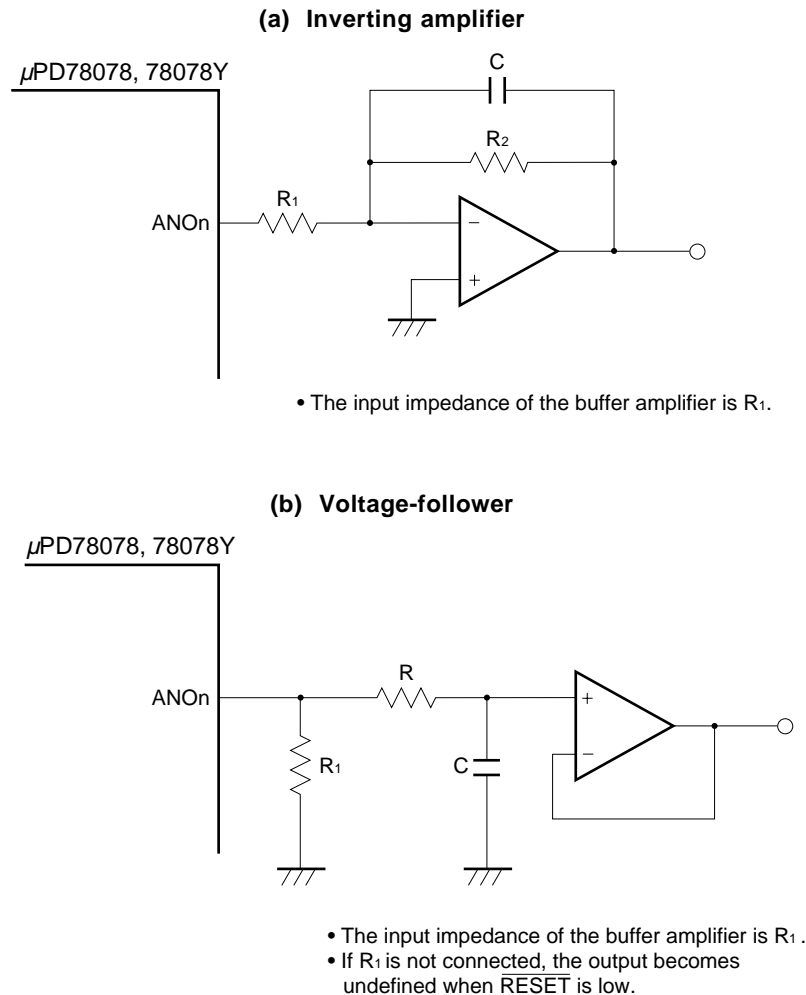 (a) Inverting amplifier
µPD78078, 78078Y
C
R2
R1
ANOn
−
+
• The input impedance of the buffer amplifier is R1.
(b) Voltage-follower
µPD78078, 78078Y
R
ANOn
+
−
R1
C
• The input impedance of the buffer amplifier is R1.
• If R1 is not connected, the output becomes
undefined when RESET is low.